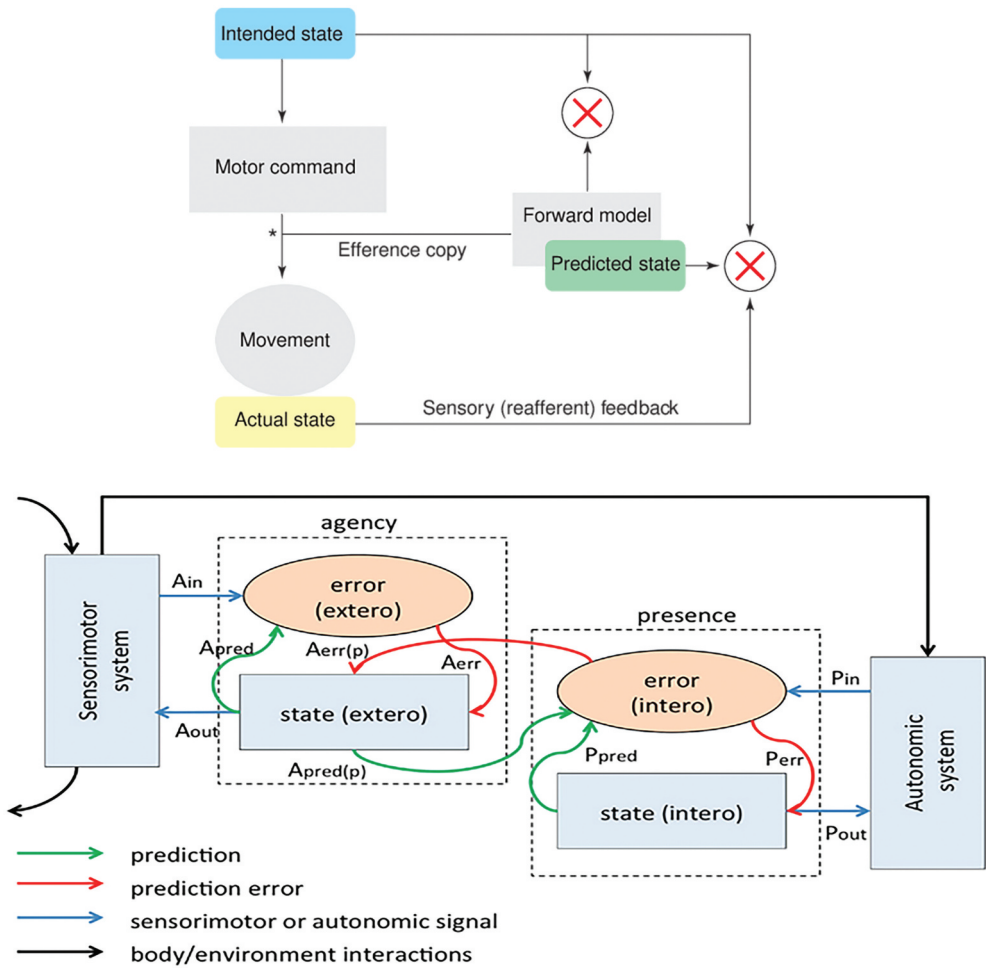 Intended state
Motor command
Forward model
*
Efference copy
Predicted state
Movement
Actual state
Sensory (reafferent) feedback
agency
Sensorimotor
system
Ain
error
(extero)
Apred
Aerr(p)
Aerr
state (extero)
Aout
Apred(p)
presence
error
(intero)
Pin
Ppred
Perr
state (intero)
Pout
Autonomic
system
prediction
prediction error
sensorimotor or autonomic signal
body/environment interactions